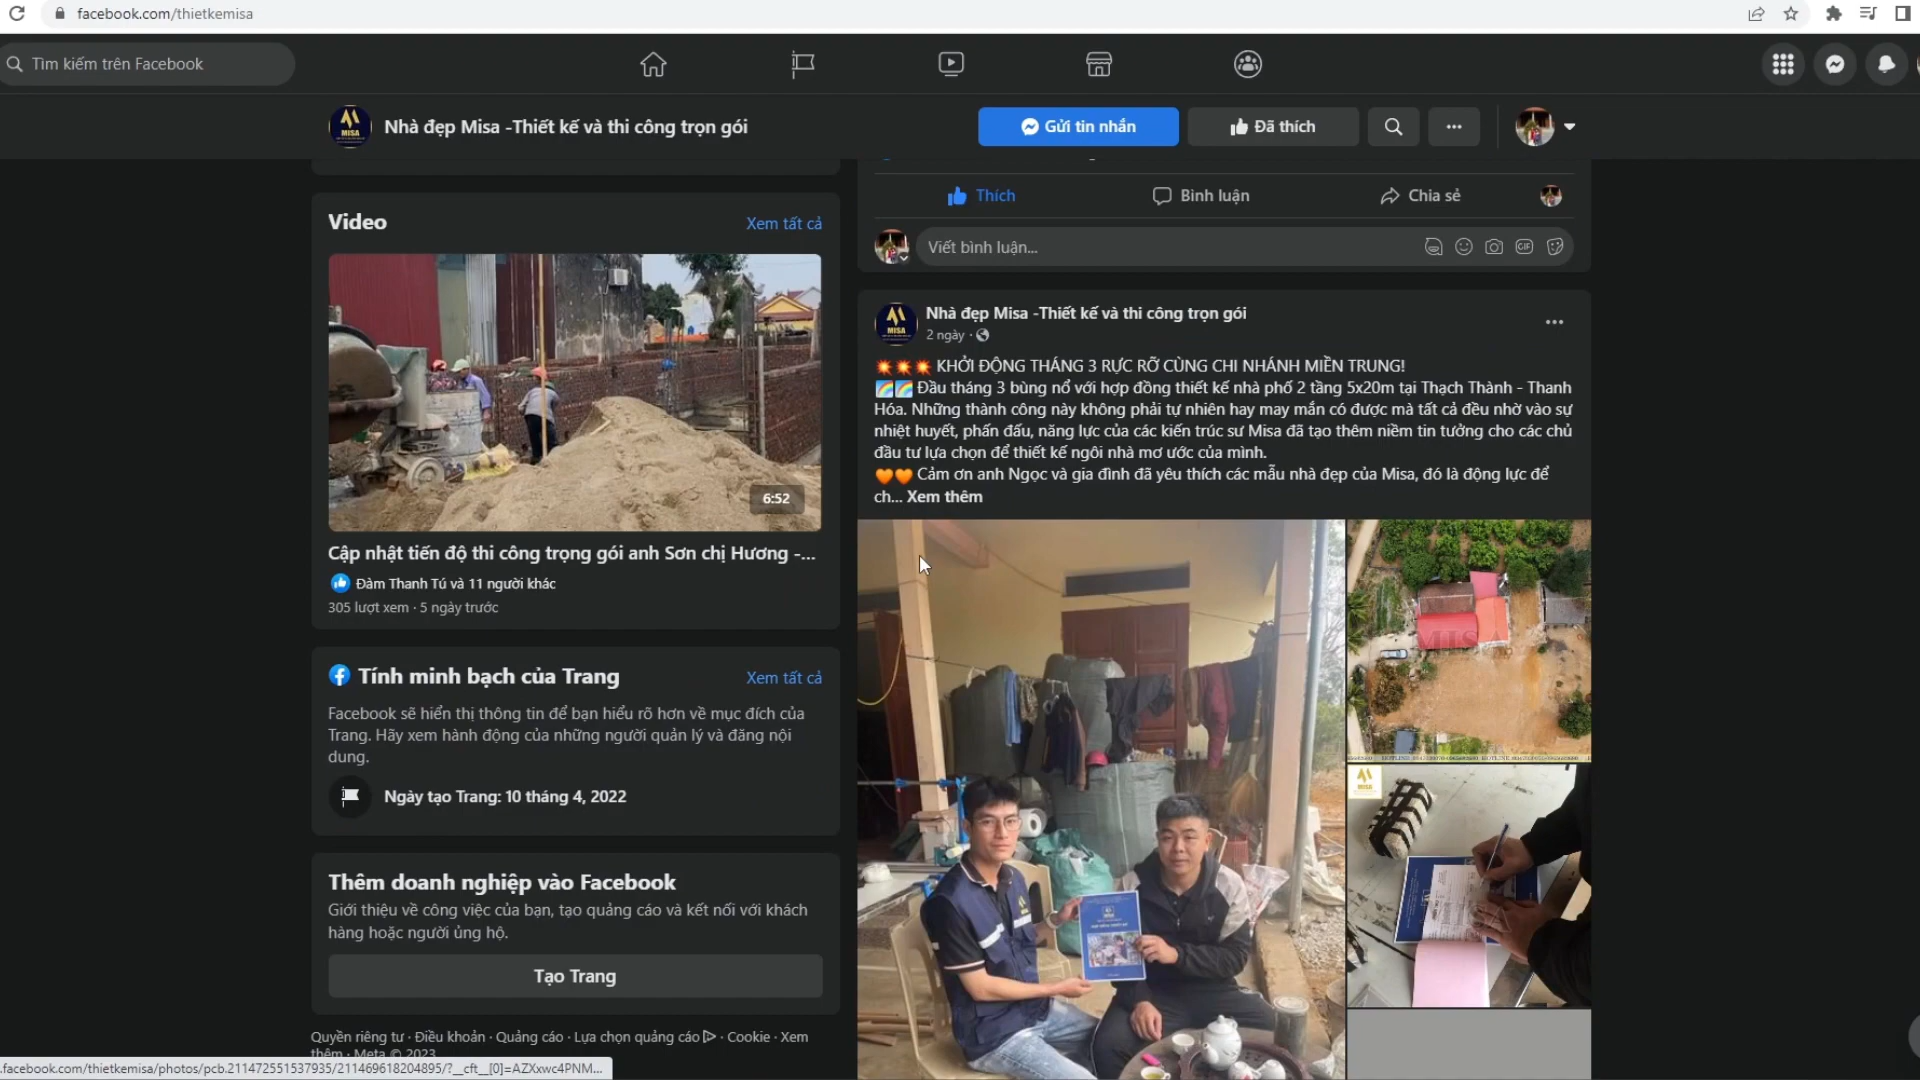 facebook.com/thietkemisa
Tìm kiếm trên Facebook
MISA
Nhà đẹp Misa -Thiết kế và thi công trọn gói
Gửi tin nhắn
Đã thích
Video
Xem tất cả
6:52
Cập nhật tiến độ thi công trọng gói anh Sơn chị Hương -...
Đàm Thanh Tú và 11 người khác
305 lượt xem · 5 ngày trước
Tính minh bạch của Trang
Xem tất cả
Facebook sẽ hiển thị thông tin để bạn hiểu rõ hơn về mục đích của
Trang. Hãy xem hành động của những người quản lý và đăng nội
dung.
Ngày tạo Trang: 10 tháng 4, 2022
Thêm doanh nghiệp vào Facebook
Giới thiệu về công việc của bạn, tạo quảng cáo và kết nối với khách
hàng hoặc người ủng hộ.
Tạo Trang
Quyền riêng tư · Điều khoản · Quảng cáo · Lựa chọn quảng cáo · Cookie · Xem
thêm · Meta © 2023
.facebook.com/thietkemisa/photos/pcb.211472551537935/211469618204895/?__cft__[0]=AZXxwc4PNM...
Thích
Bình luận
Chia sẻ
Viết bình luận...
GIF
MISA
Nhà đẹp Misa -Thiết kế và thi công trọn gói
2 ngày ·
💥💥💥 KHỞI ĐỘNG THÁNG 3 RỰC RỠ CÙNG CHI NHÁNH MIỀN TRUNG!
🌈🌈 Đầu tháng 3 bùng nổ với hợp đồng thiết kế nhà phố 2 tầng 5x20m tại Thạch Thành - Thanh
Hóa. Những thành công này không phải tự nhiên hay may mắn có được mà tất cả đều nhờ vào sự
nhiệt huyết, phấn đấu, năng lực của các kiến trúc sư Misa đã tạo thêm niềm tin tưởng cho các chủ
đầu tư lựa chọn để thiết kế ngôi nhà mơ ước của mình.
🧡🧡 Cảm ơn anh Ngọc và gia đình đã yêu thích các mẫu nhà đẹp của Misa, đó là động lực để
ch... Xem thêm
MISA
MISA